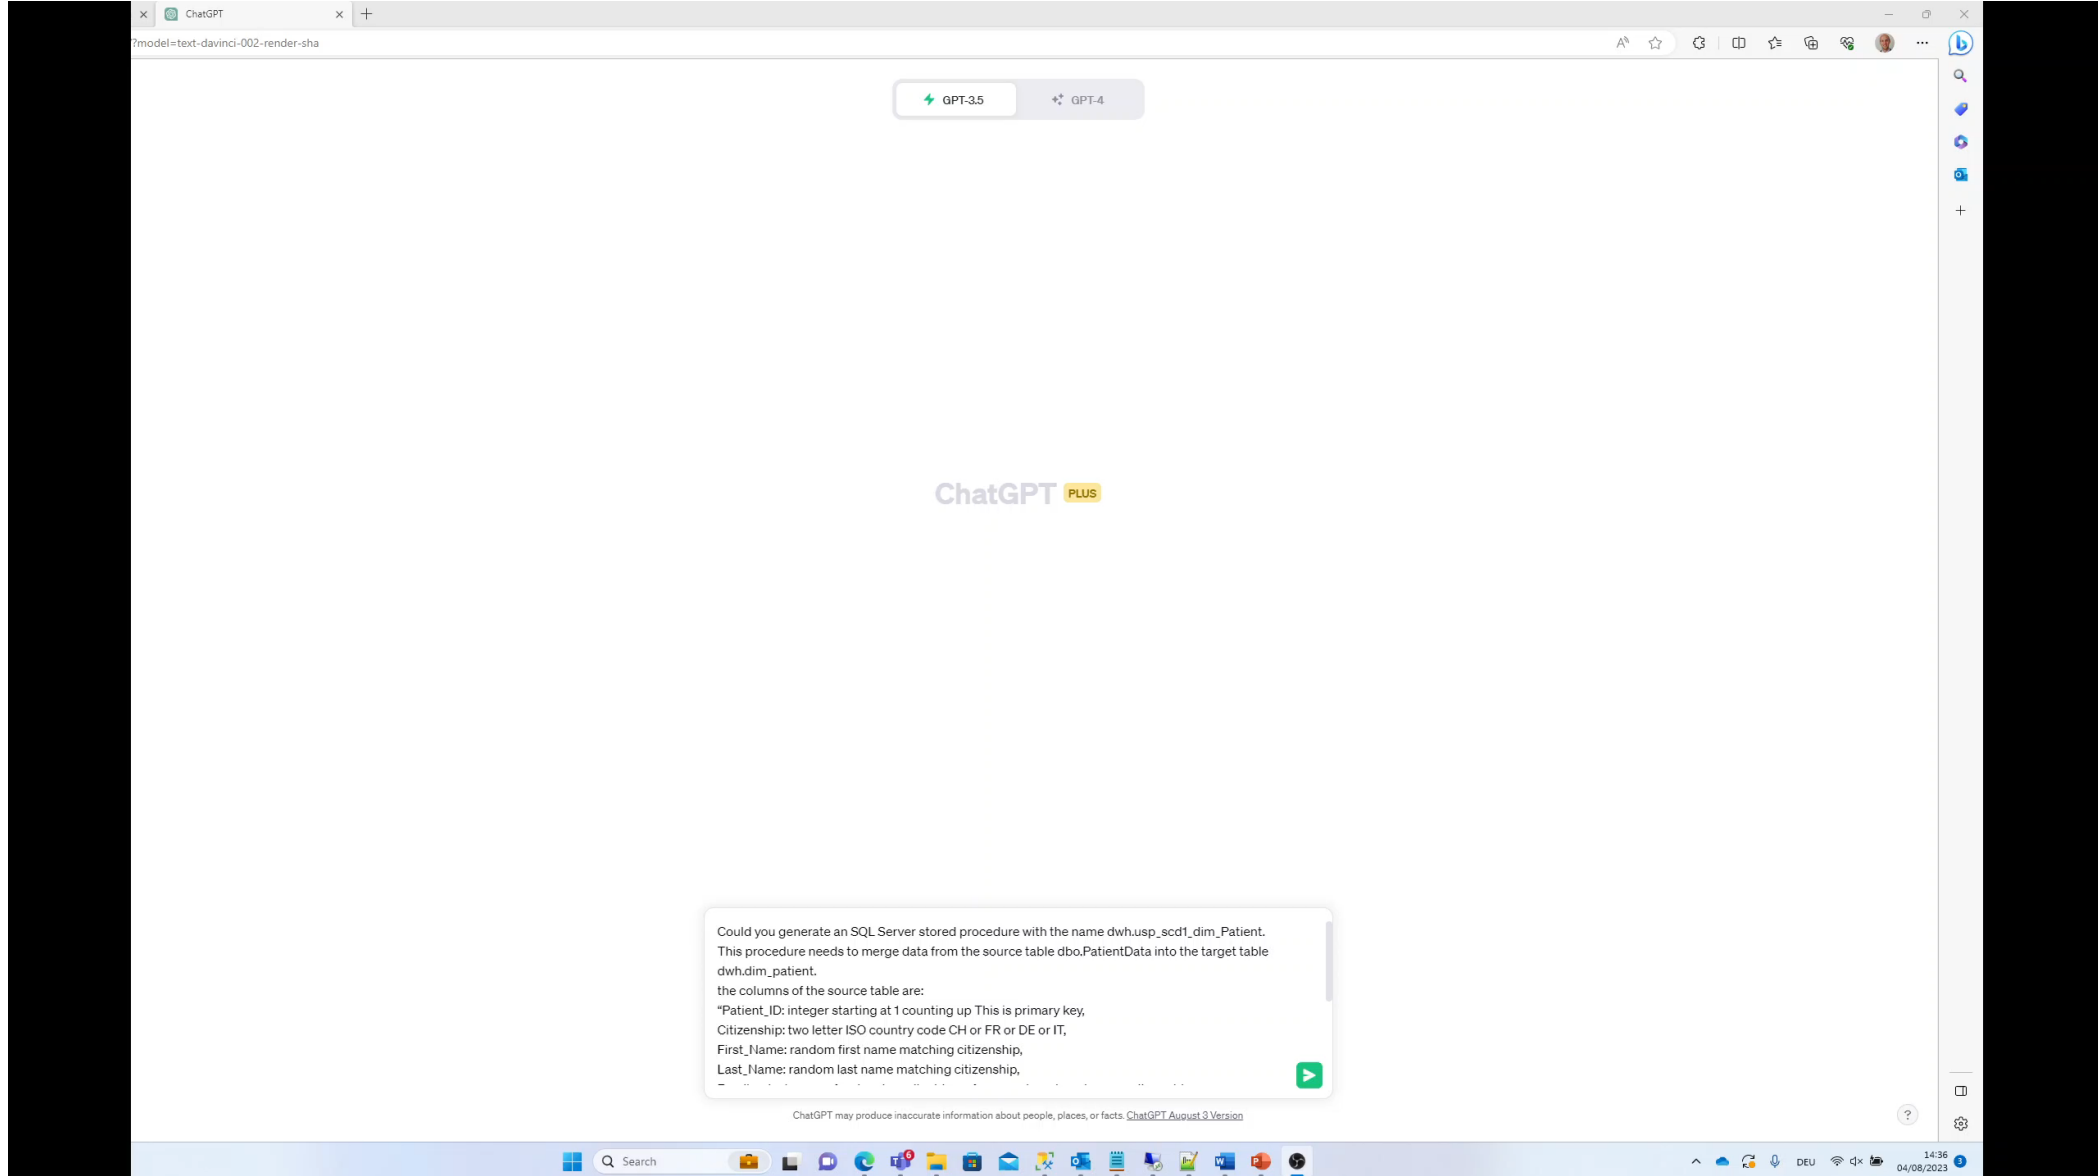 ChatGPT
?model=text-davinci-002-render-sha
GPT-3.5
GPT-4
ChatGPT PLUS
Could you generate an SQL Server stored procedure with the name dwh.usp_scd1_dim_Patient.
This procedure needs to merge data from the source table dbo.PatientData into the target table
dwh.dim_patient.
the columns of the source table are:
“Patient_ID: integer starting at 1 counting up This is primary key,
Citizenship: two letter ISO country code CH or FR or DE or IT,
First_Name: random first name matching citizenship,
Last_Name: random last name matching citizenship,
ChatGPT may produce inaccurate information about people, places, or facts. ChatGPT August 3 Version
?
Search
6
DEU
14:36
04/08/2023
3